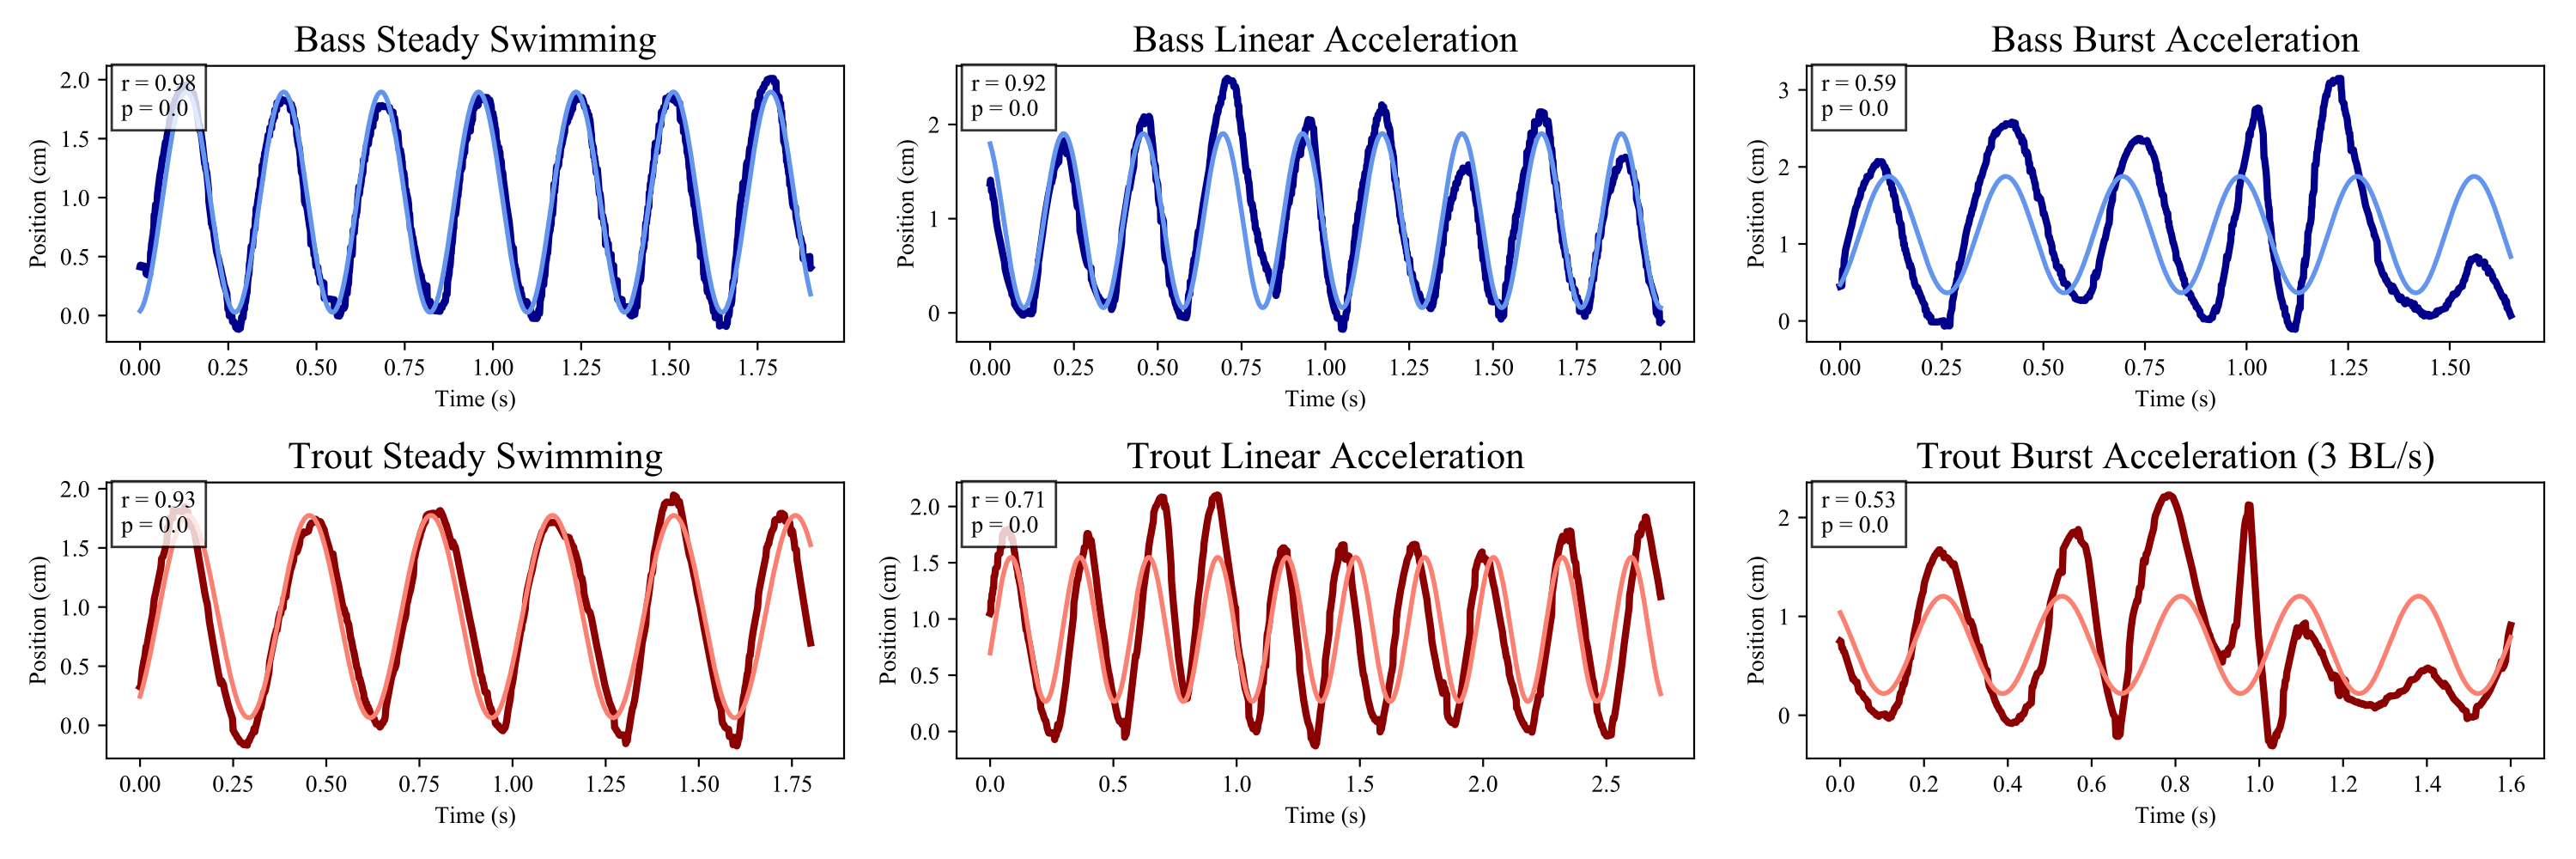 Bass Steady Swimming
r = 0.98
p = 0.0
Position (cm)
2.0
1.5
1.0
0.5
0.0
0.00 0.25 0.50 0.75 1.00 1.25 1.50 1.75
Time (s)
Bass Linear Acceleration
r = 0.92
p = 0.0
Position (cm)
2
1
0
0.00 0.25 0.50 0.75 1.00 1.25 1.50 1.75 2.00
Time (s)
Bass Burst Acceleration
r = 0.59
p = 0.0
Position (cm)
3
2
1
0
0.00 0.25 0.50 0.75 1.00 1.25 1.50
Time (s)
Trout Steady Swimming
r = 0.93
p = 0.0
Position (cm)
2.0
1.5
1.0
0.5
0.0
0.00 0.25 0.50 0.75 1.00 1.25 1.50 1.75
Time (s)
Trout Linear Acceleration
r = 0.71
p = 0.0
Position (cm)
2.0
1.5
1.0
0.5
0.0
0.0 0.5 1.0 1.5 2.0 2.5
Time (s)
Trout Burst Acceleration (3 BL/s)
r = 0.53
p = 0.0
Position (cm)
2
1
0
0.0 0.2 0.4 0.6 0.8 1.0 1.2 1.4 1.6
Time (s)